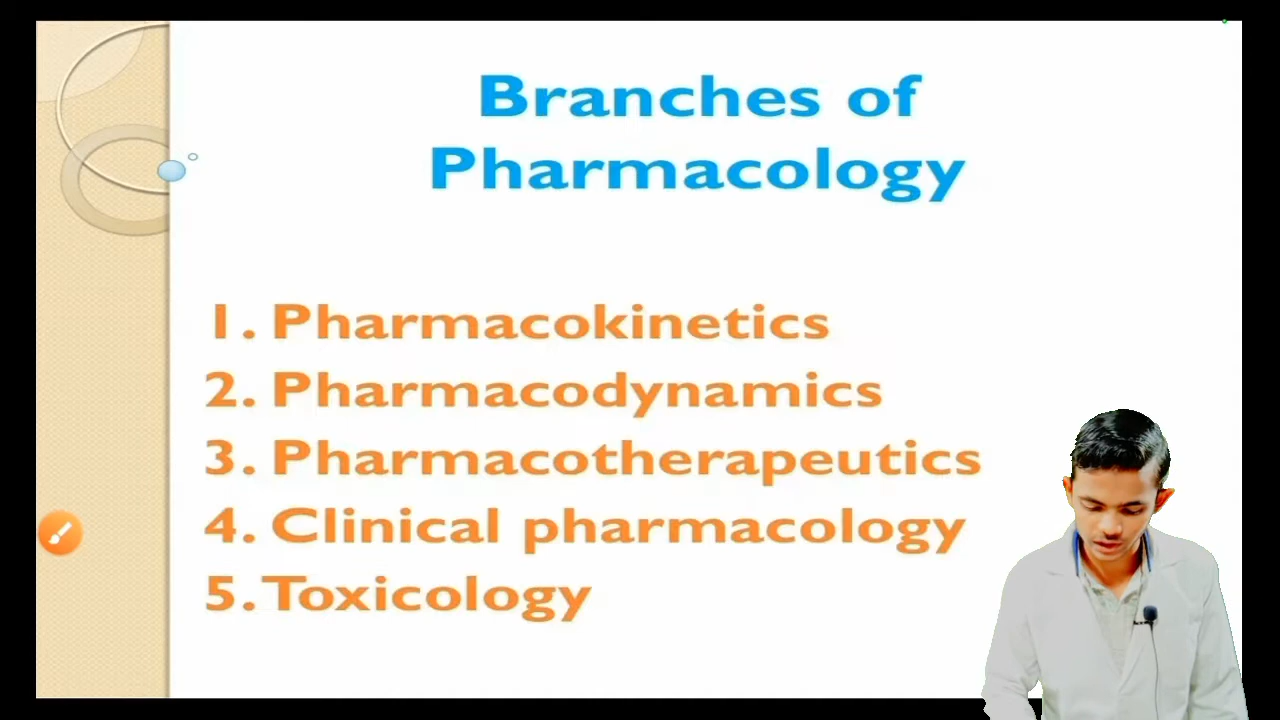 Branches of
Pharmacology
1. Pharmacokinetics
2. Pharmacodynamics
3. Pharmacotherapeutics
4. Clinical pharmacology
5. Toxicology